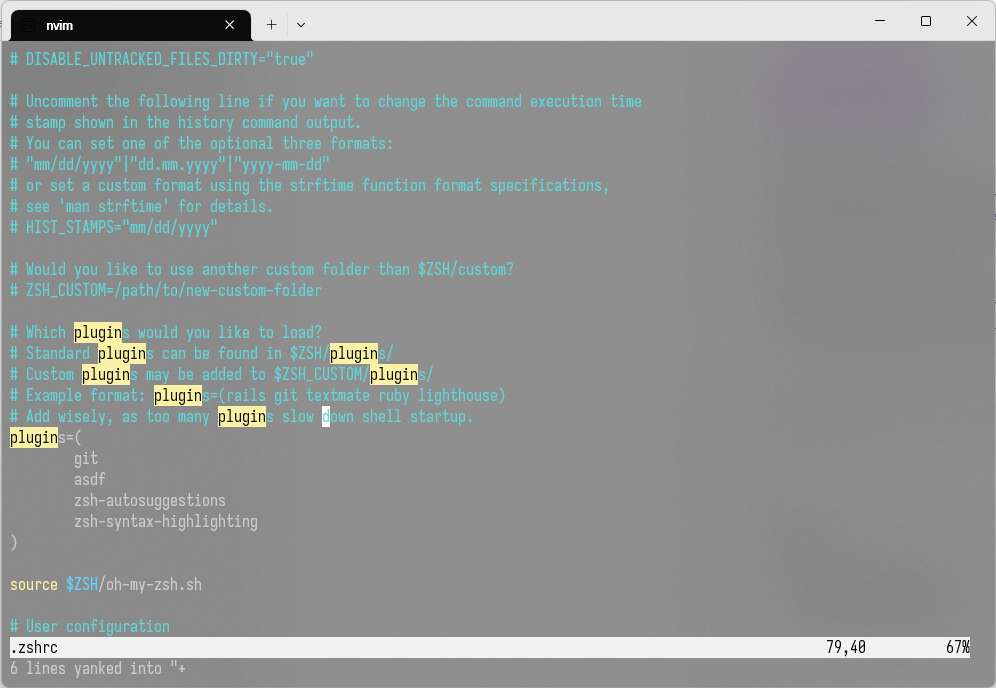 nvim
# DISABLE_UNTRACKED_FILES_DIRTY="true"
# Uncomment the following line if you want to change the command execution time
# stamp shown in the history command output.
# You can set one of the optional three formats:
# "mm/dd/yyyy"|"dd.mm.yyyy"|"yyyy-mm-dd"
# or set a custom format using the strftime function format specifications,
# see 'man strftime' for details.
# HIST_STAMPS="mm/dd/yyyy"
# Would you like to use another custom folder than $ZSH/custom?
# ZSH_CUSTOM=/path/to/new-custom-folder
# Which plugins would you like to load?
# Standard plugins can be found in $ZSH/plugins/
# Custom plugins may be added to $ZSH_CUSTOM/plugins/
# Example format: plugins=(rails git textmate ruby lighthouse)
# Add wisely, as too many plugins slow down shell startup.
plugins=(
git
asdf
zsh-autosuggestions
zsh-syntax-highlighting
)
source $ZSH/oh-my-zsh.sh
# User configuration
.zshrc 79,40 67%
6 lines yanked into "+